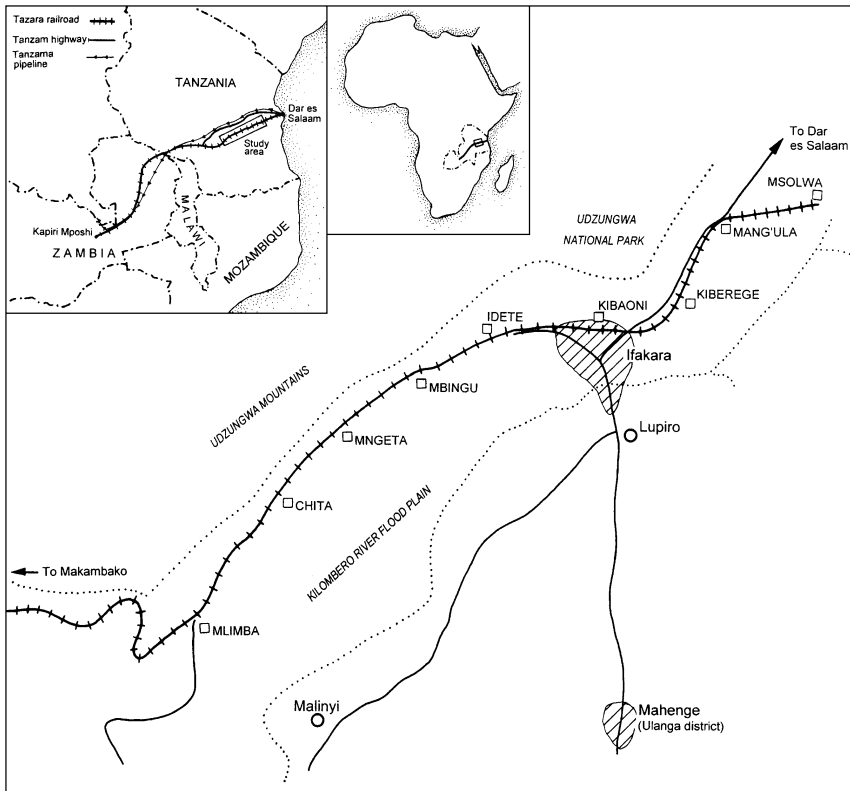 Tazara railroad
Tanzam highway
Tanzama
pipeline
TANZANIA
Dar es
Salaam
Study
area
MALAWI
Kapiri Mposhi
ZAMBIA
MOZAMBIQUE
To Dar
es Salaam
MSOLWA
UDZUNGWA
NATIONAL PARK
MANG'ULA
KIBAONI
KIBEREGE
IDETE
Ifakara
MBINGU
UDZUNGWA MOUNTAINS
MNGETA
Lupiro
CHITA
KILOMBERO RIVER FLOOD PLAIN
To Makambako
MLIMBA
Malinyi
Mahenge
(Ulanga district)